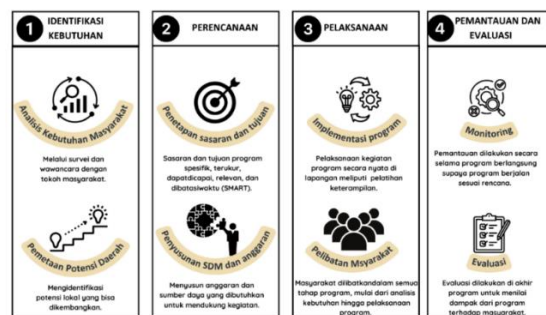 1 IDENTIFIKASI
KEBUTUHAN
Analisis Kebutuhan Masyarakat
Melalui survei dan
wawancara dengan
tokoh masyarakat.
Pemetaan Potensi Daerah
Mengidentifikasi
potensi lokal yang bisa
dikembangkan.
2 PERENCANAAN
Penetapan sasaran dan tujuan
Sasaran dan tujuan program
spesifik, terukur,
dapatdicapai, relevan, dan
dibatasiwaktu (SMART).
Penyusunan SDM dan anggaran
Menyusun anggaran dan
sumber daya yang dibutuhkan
untuk mendukung kegiatan.
3 PELAKSANAAN
Implementasi program
Pelaksanaan kegiatan
program secara nyata di
lapangan meliputi pelatihan
keterampilan.
Pelibatan Msyarakat
Masyarakat dilibatkandalam semua
tahap program, mulai dari analisis
kebutuhan hingga pelaksanaan
program.
4 PEMANTAUAN DAN
EVALUASI
Monitoring
Pemantauan dilakukan secara
selama program berlangsung
supaya program berjalan
sesuai rencana.
Evaluasi
Evaluasi dilakukan di akhir
program untuk menilai
dampak dari program
terhadap masyarakat.